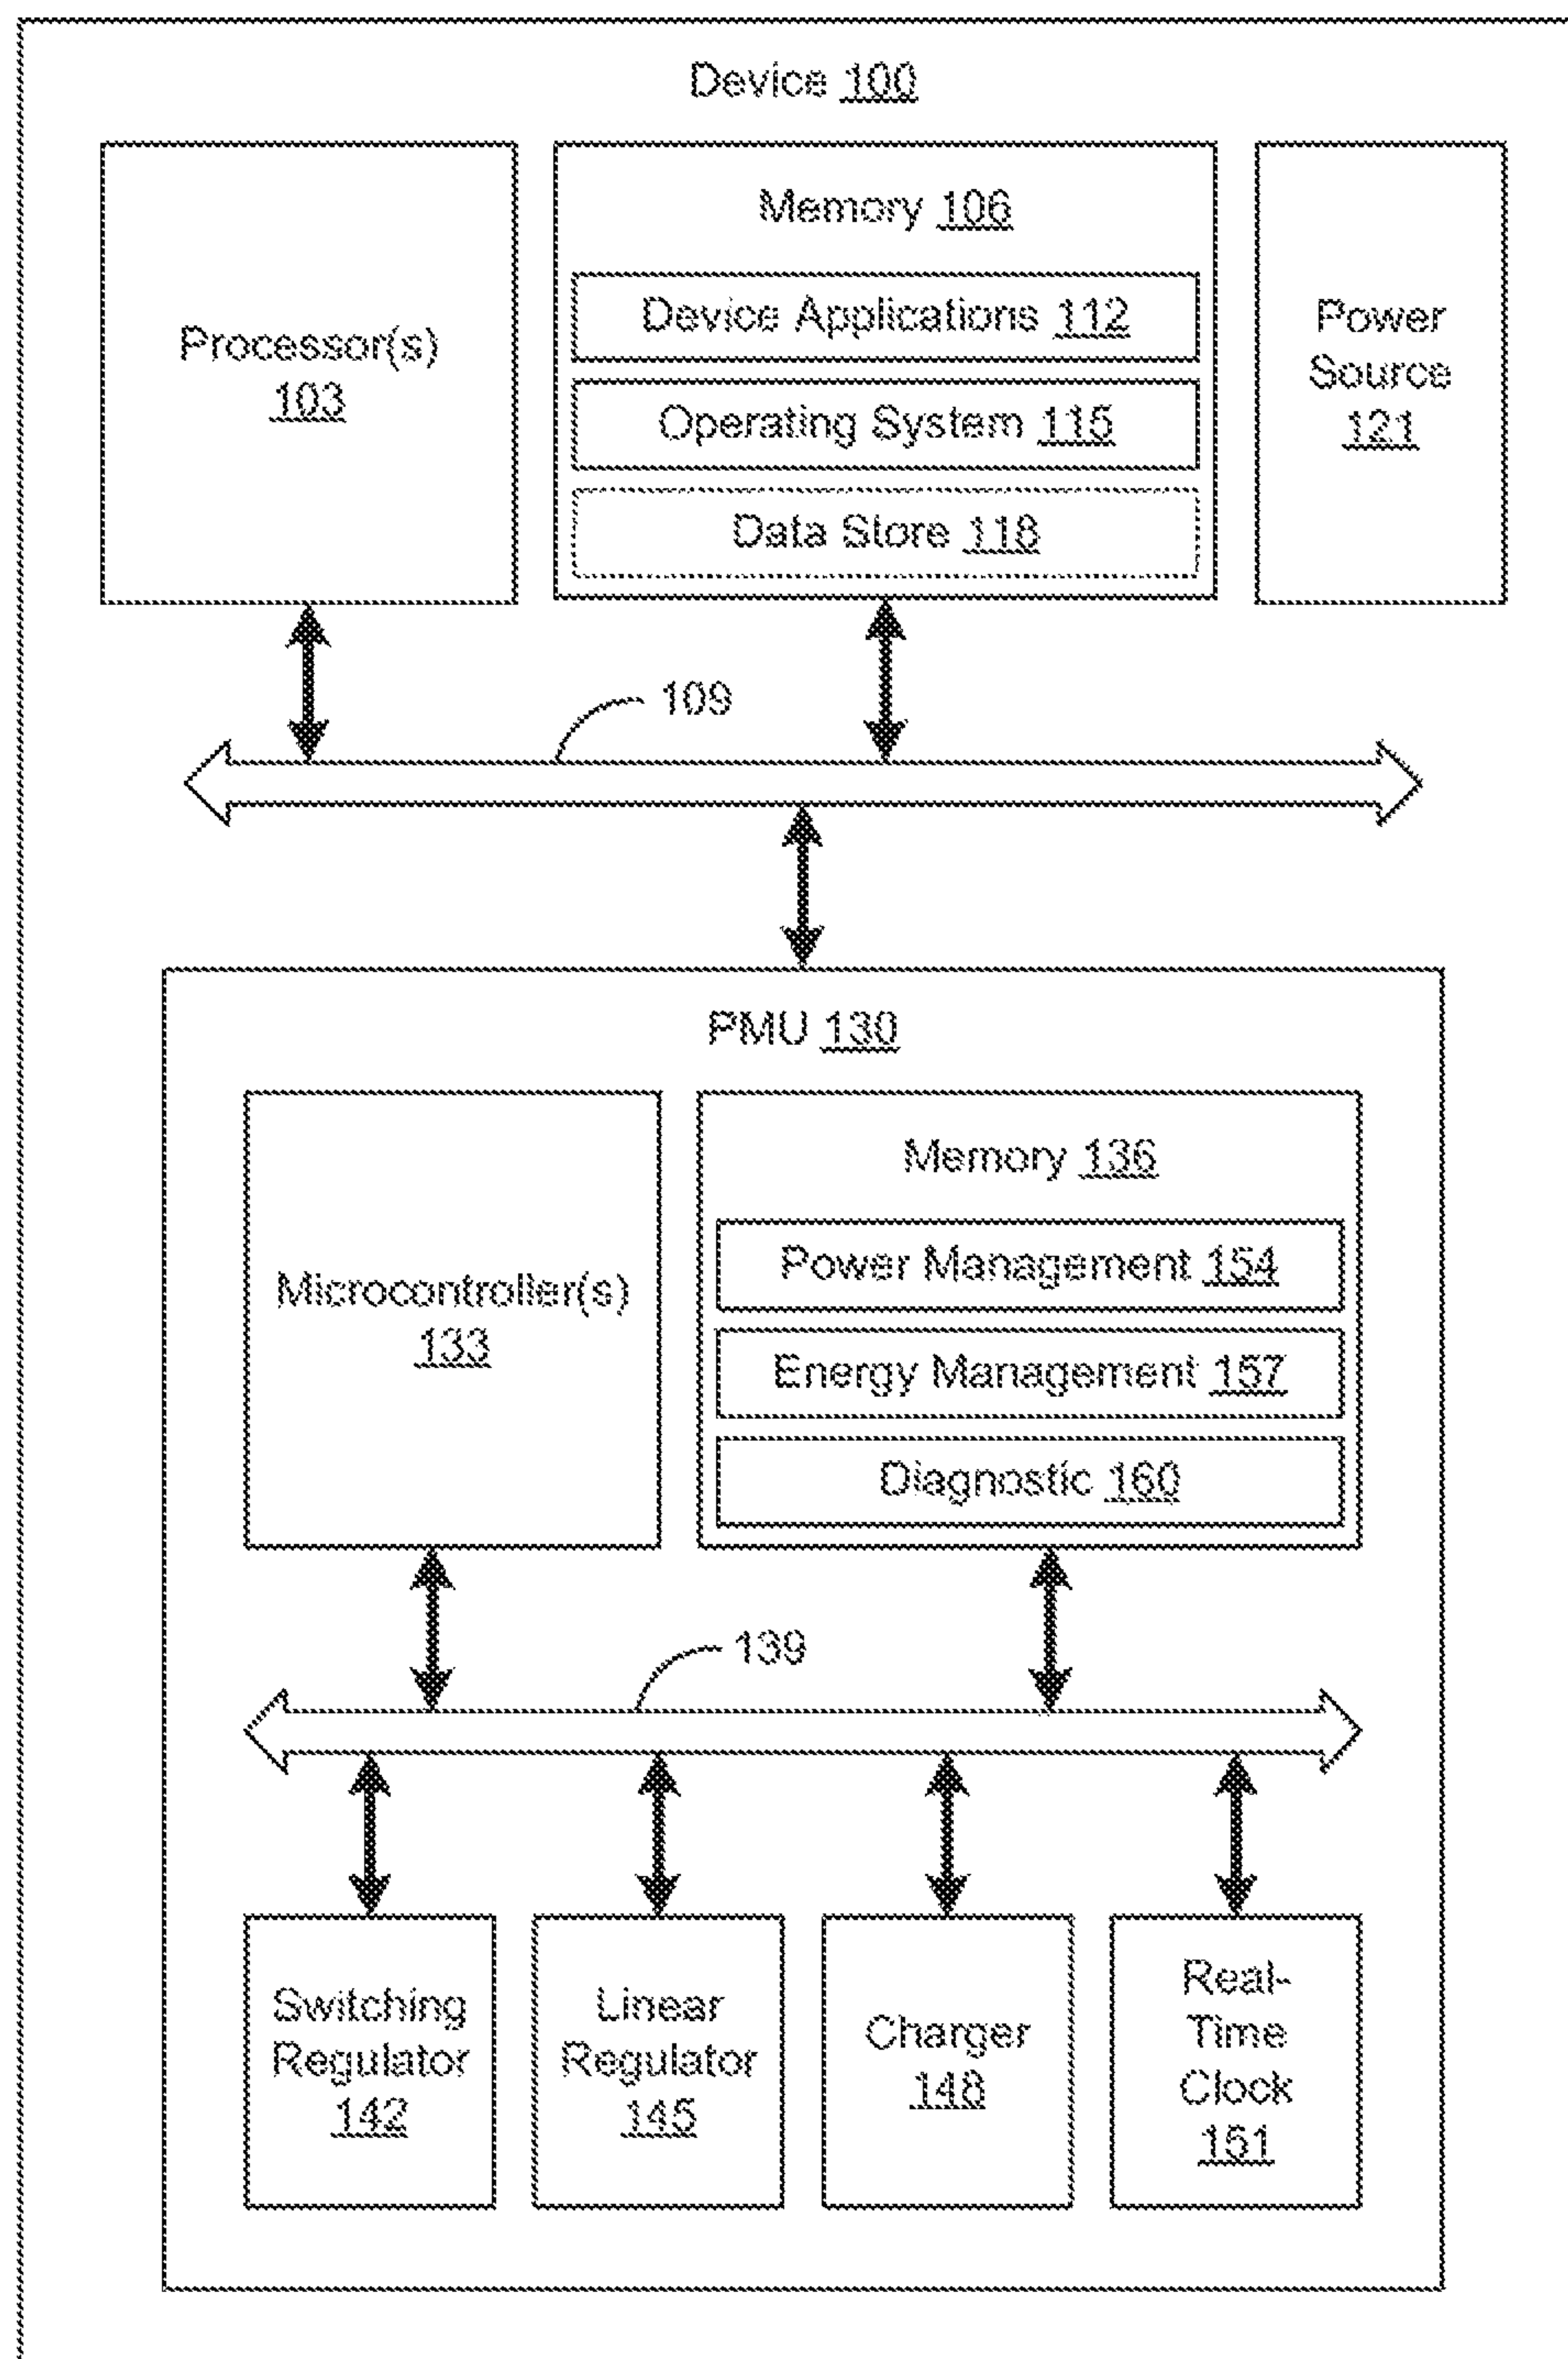 Device 100
Processor(s)
103
Memory 106
Device Applications 112
Operating System 115
Data Store 118
Power
Source
121
109
PMU 130
Microcontroller(s)
133
Memory 136
Power Management 154
Energy Management 157
Diagnostic 160
139
Switching
Regulator
142
Linear
Regulator
145
Charger
148
Real-
Time
Clock
151